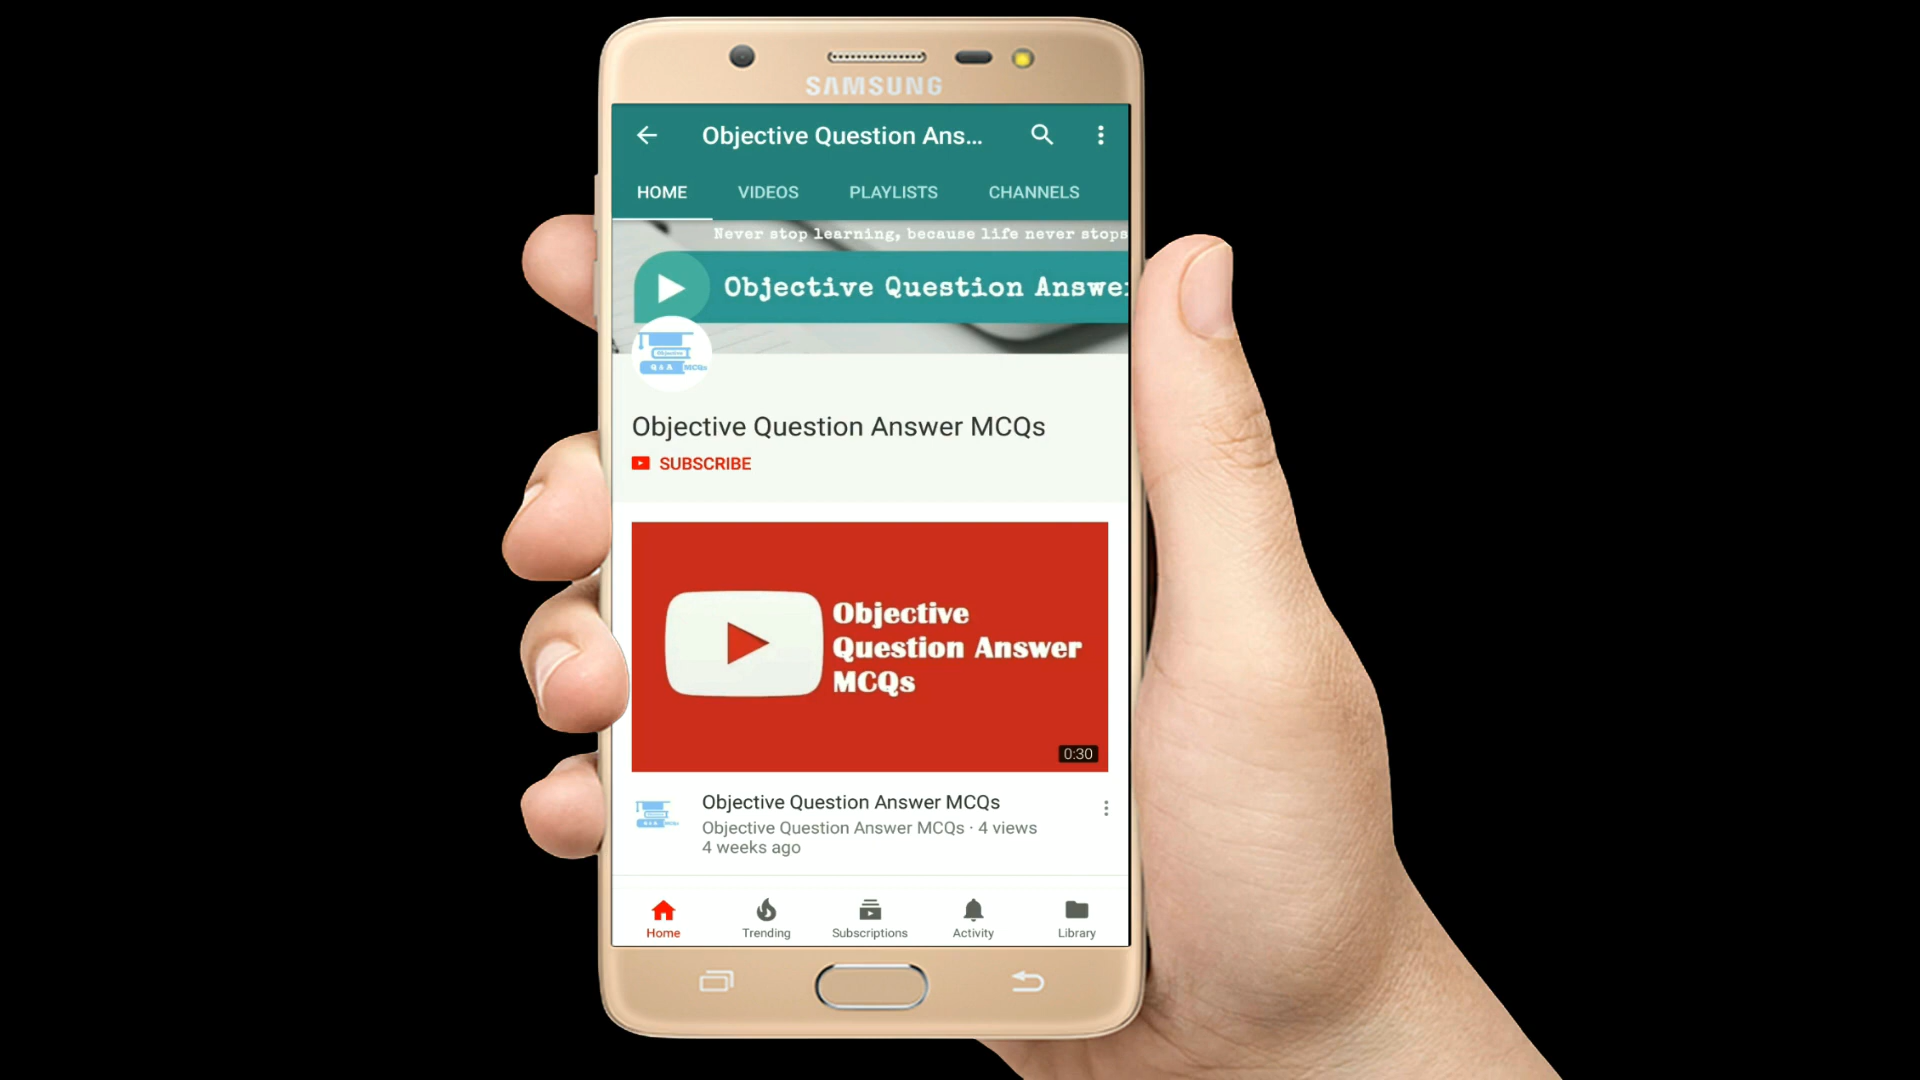 SAMSUNG
Objective Question Ans...
HOME VIDEOS PLAYLISTS CHANNELS
Never stop learning, because life never stops
Objective Question Answe
Objective
Q & A MCQs
Objective Question Answer MCQs
SUBSCRIBE
Objective
Question Answer
MCQs
0:30
Objective Question Answer MCQs
Objective Question Answer MCQs · 4 views
4 weeks ago
Home Trending Subscriptions Activity Library